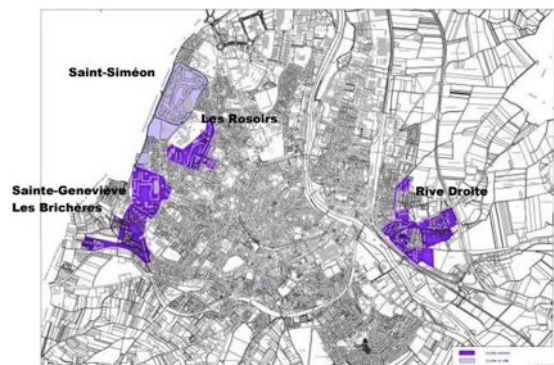 Saint-Siméon
Les Rosoirs
Sainte-Geneviève
Les Brichères
Rive Droite